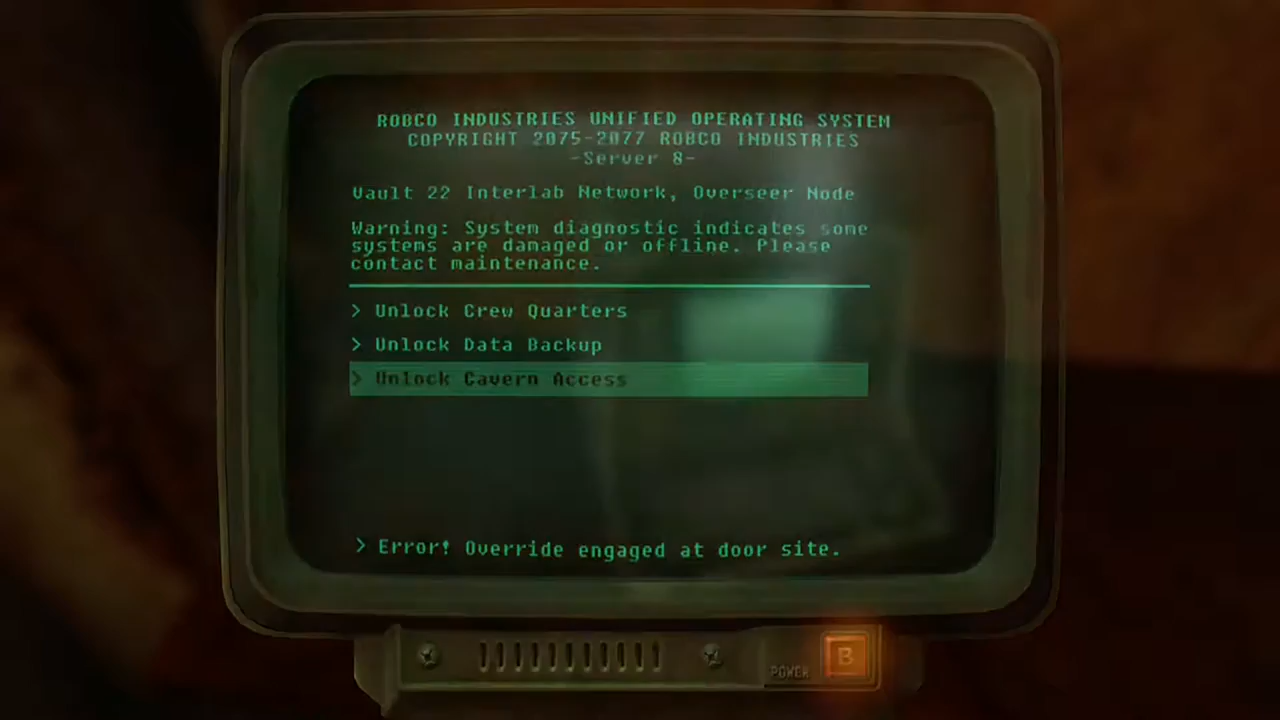 ROBCO INDUSTRIES UNIFIED OPERATING SYSTEM
COPYRIGHT 2075-2077 ROBCO INDUSTRIES
-Server 8-
Vault 22 Interlab Network, Overseer Node
Warning: System diagnostic indicates some
systems are damaged or offline. Please
contact maintenance.
> Unlock Crew Quarters
> Unlock Data Backup
> Unlock Cavern Access
> Error! Override engaged at door site.
POWER
B